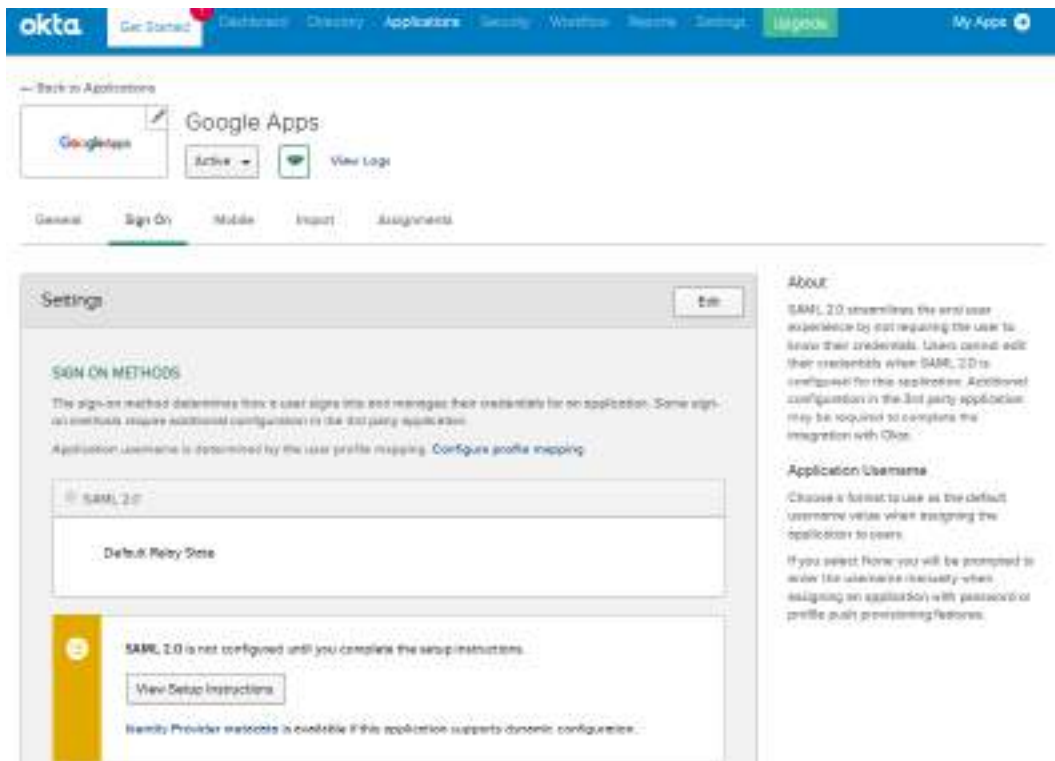 okta
Get Started
Dashboard Directory Applications Security Workflow Reports Settings
Upgrade
My Apps
← Back to Applications
Google Apps
Google Apps
Active
View Logs
General Sign On Mobile Import Assignments
Settings
Edit
SIGN ON METHODS
The sign-on method determines how a user signs into and manages their credentials for an application. Some sign-
on methods require additional configuration in the 3rd party application.
Application username is determined by the user profile mapping. Configure profile mapping
SAML 2.0
Default Relay State
SAML 2.0 is not configured until you complete the setup instructions.
View Setup Instructions
Identity Provider metadata is available if this application supports dynamic configuration.
About
SAML 2.0 streamlines the end user
experience by not requiring the user to
know their credentials. Users cannot edit
their credentials when SAML 2.0 is
configured for this application. Additional
configuration in the 3rd party application
may be required to complete the
integration with Okta.
Application Username
Choose a format to use as the default
username value when assigning the
application to users.
If you select None you will be prompted to
enter the username manually when
assigning an application with password or
profile push provisioning features.